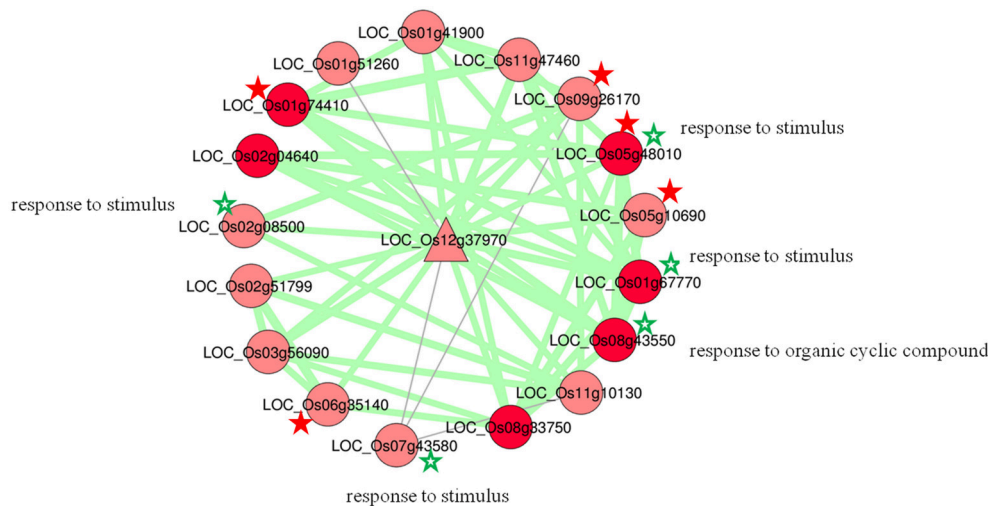 LOC_Os01g41900
LOC_Os11g47460
LOC_Os01g51260
LOC_Os09g26170
LOC_Os01g74410
response to stimulus
LOC_Os05g48010
LOC_Os02g04640
response to stimulus
LOC_Os05g10690
LOC_Os02g08500
LOC_Os12g37970
response to stimulus
LOC_Os01g67770
LOC_Os02g51799
LOC_Os08g43550
LOC_Os03g56090
response to organic cyclic compound
LOC_Os11g10130
LOC_Os06g35140
LOC_Os08g33750
LOC_Os07g43580
response to stimulus